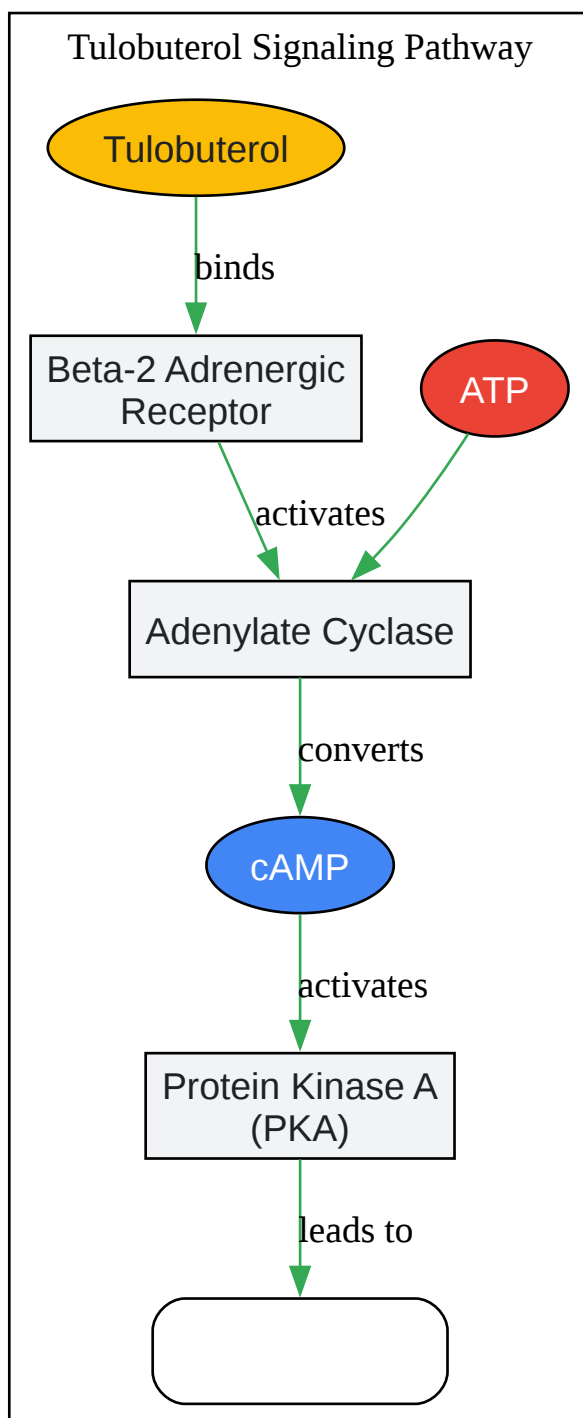 Tulobuterol Signaling Pathway
Tulobuterol
binds
Beta-2 Adrenergic
Receptor
ATP
activates
Adenylate Cyclase
converts
cAMP
activates
Protein Kinase A
(PKA)
leads to